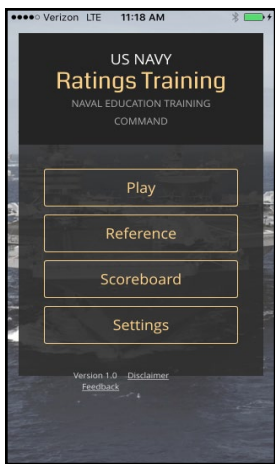 Verizon LTE 11:18 AM
US NAVY
Ratings Training
NAVAL EDUCATION TRAINING
COMMAND
Play
Reference
Scoreboard
Settings
Version 1.0 Disclaimer
Feedback